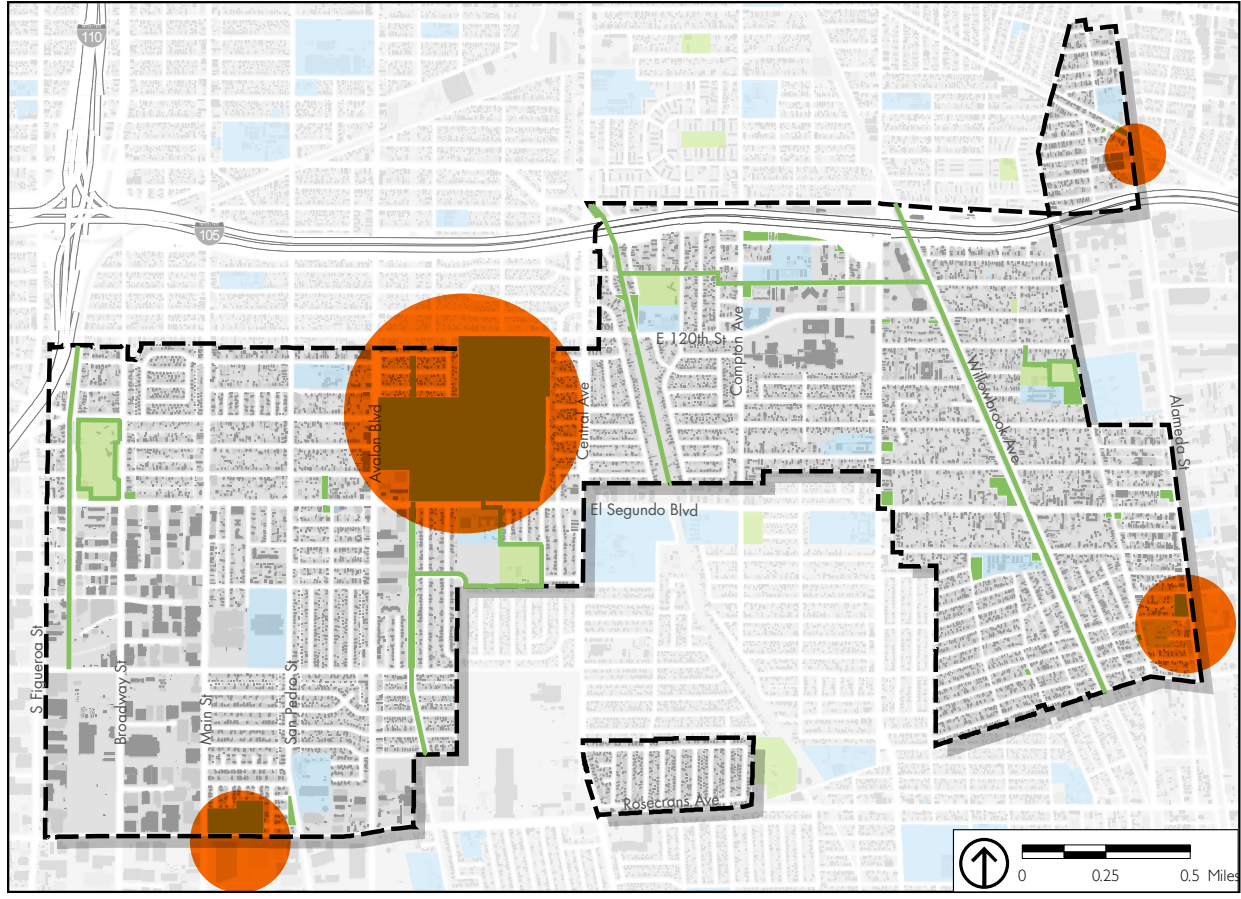 110
105
E 120th St
Compton Ave
Willowbrook Ave
Avalon Blvd
Central Ave
Alameda St
El Segundo Blvd
S Figueroa St
Broadway St
Main St
San Pedro St
Rosecrans Ave
0 0.25 0.5 Miles